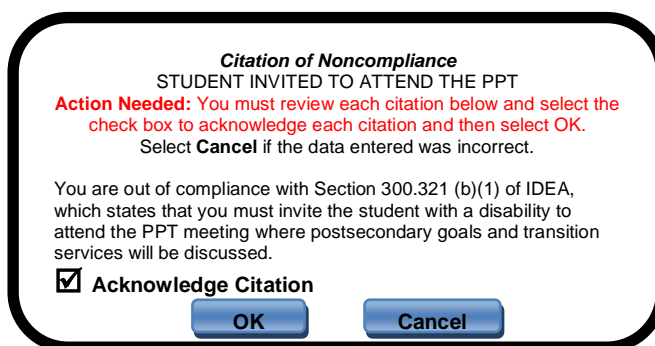 Citation of Noncompliance
STUDENT INVITED TO ATTEND THE PPT
Action Needed: You must review each citation below and select the
check box to acknowledge each citation and then select OK.
Select Cancel if the data entered was incorrect.
You are out of compliance with Section 300.321 (b)(1) of IDEA,
which states that you must invite the student with a disability to
attend the PPT meeting where postsecondary goals and transition
services will be discussed.
Acknowledge Citation
OK Cancel